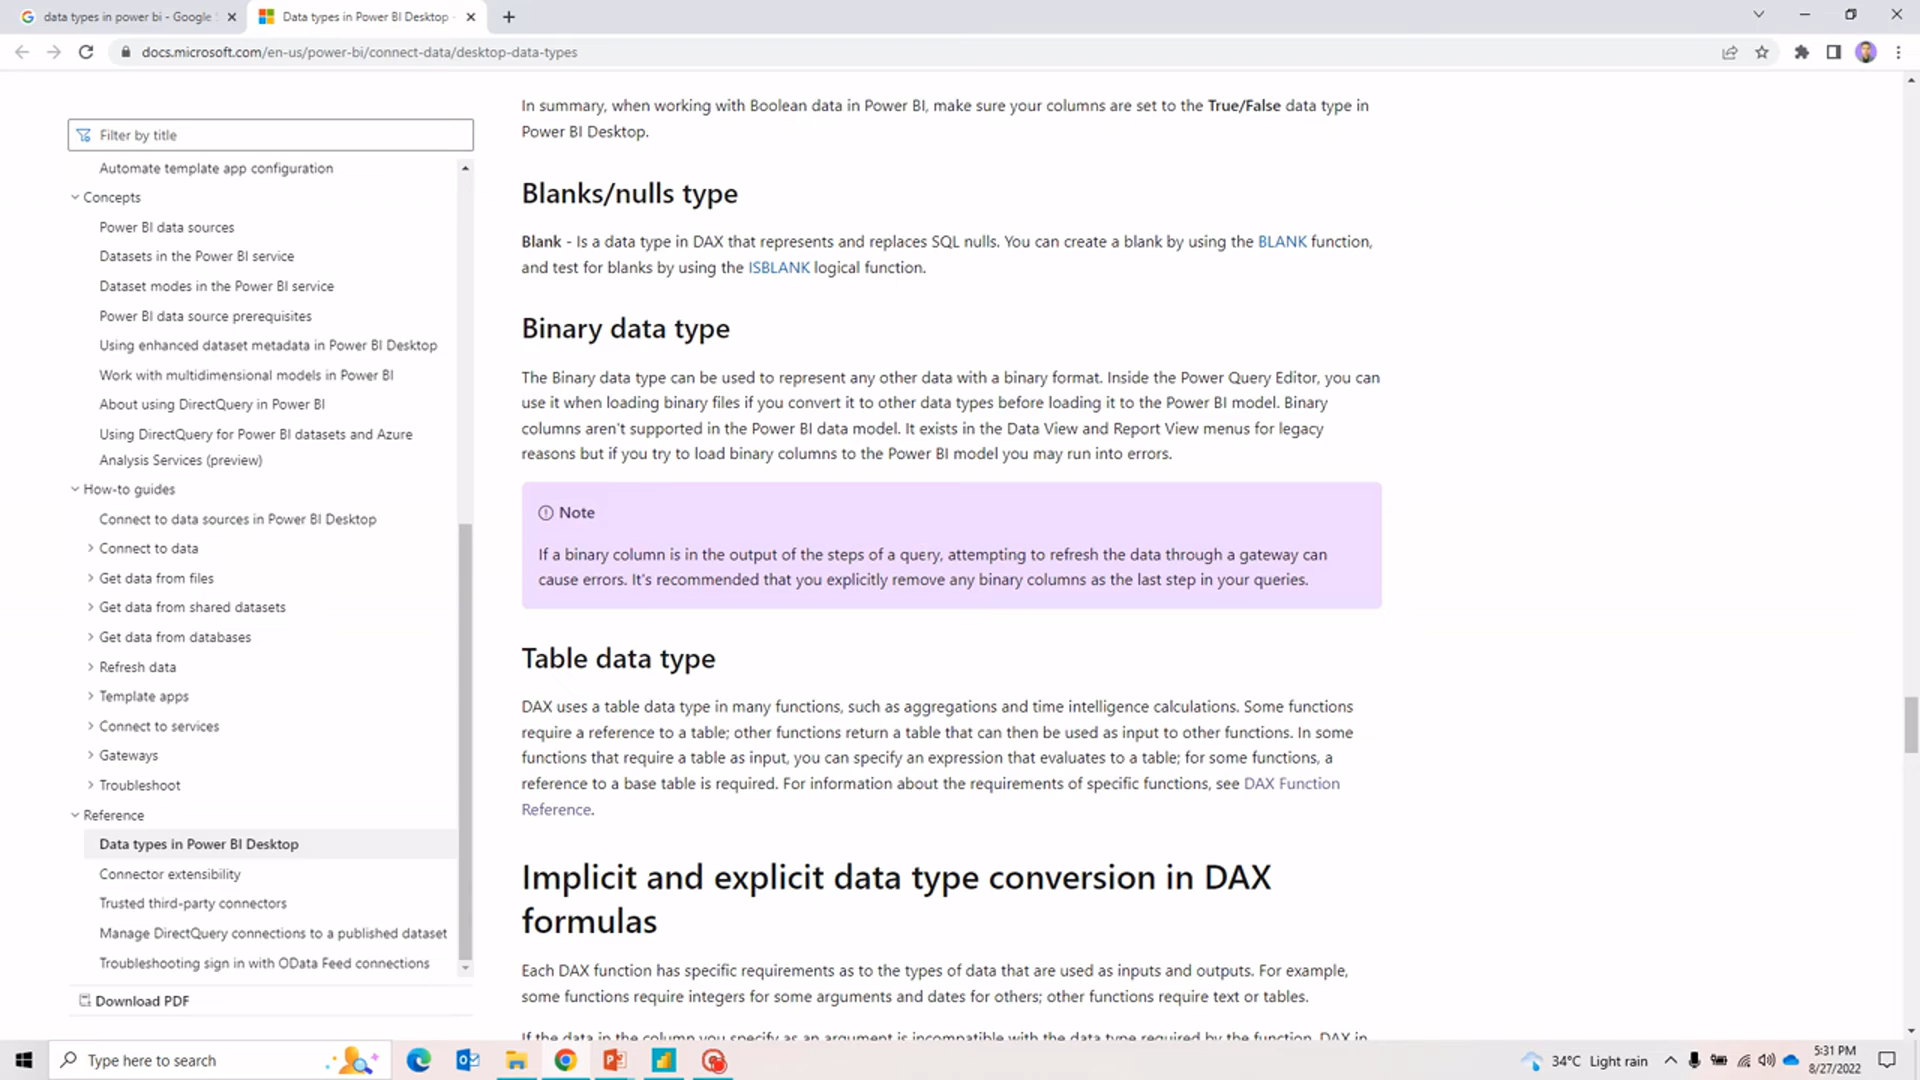 data types in power bi - Google
Data types in Power BI Desktop
docs.microsoft.com/en-us/power-bi/connect-data/desktop-data-types
Filter by title
Automate template app configuration
Concepts
Power BI data sources
Datasets in the Power BI service
Dataset modes in the Power BI service
Power BI data source prerequisites
Using enhanced dataset metadata in Power BI Desktop
Work with multidimensional models in Power BI
About using DirectQuery in Power BI
Using DirectQuery for Power BI datasets and Azure
Analysis Services (preview)
How-to guides
Connect to data sources in Power BI Desktop
Connect to data
Get data from files
Get data from shared datasets
Get data from databases
Refresh data
Template apps
Connect to services
Gateways
Troubleshoot
Reference
Data types in Power BI Desktop
Connector extensibility
Trusted third-party connectors
Manage DirectQuery connections to a published dataset
Troubleshooting sign in with OData Feed connections
Download PDF
In summary, when working with Boolean data in Power BI, make sure your columns are set to the True/False data type in
Power BI Desktop.
Blanks/nulls type
Blank - Is a data type in DAX that represents and replaces SQL nulls. You can create a blank by using the BLANK function,
and test for blanks by using the ISBLANK logical function.
Binary data type
The Binary data type can be used to represent any other data with a binary format. Inside the Power Query Editor, you can
use it when loading binary files if you convert it to other data types before loading it to the Power BI model. Binary
columns aren't supported in the Power BI data model. It exists in the Data View and Report View menus for legacy
reasons but if you try to load binary columns to the Power BI model you may run into errors.
Note
If a binary column is in the output of the steps of a query, attempting to refresh the data through a gateway can
cause errors. It's recommended that you explicitly remove any binary columns as the last step in your queries.
Table data type
DAX uses a table data type in many functions, such as aggregations and time intelligence calculations. Some functions
require a reference to a table; other functions return a table that can then be used as input to other functions. In some
functions that require a table as input, you can specify an expression that evaluates to a table; for some functions, a
reference to a base table is required. For information about the requirements of specific functions, see DAX Function
Reference.
Implicit and explicit data type conversion in DAX
formulas
Each DAX function has specific requirements as to the types of data that are used as inputs and outputs. For example,
some functions require integers for some arguments and dates for others; other functions require text or tables.
If the data in the column you specify as an argument is incompatible with the data type required by the function, DAX in
Type here to search
34°C Light rain
5:31 PM
8/27/2022